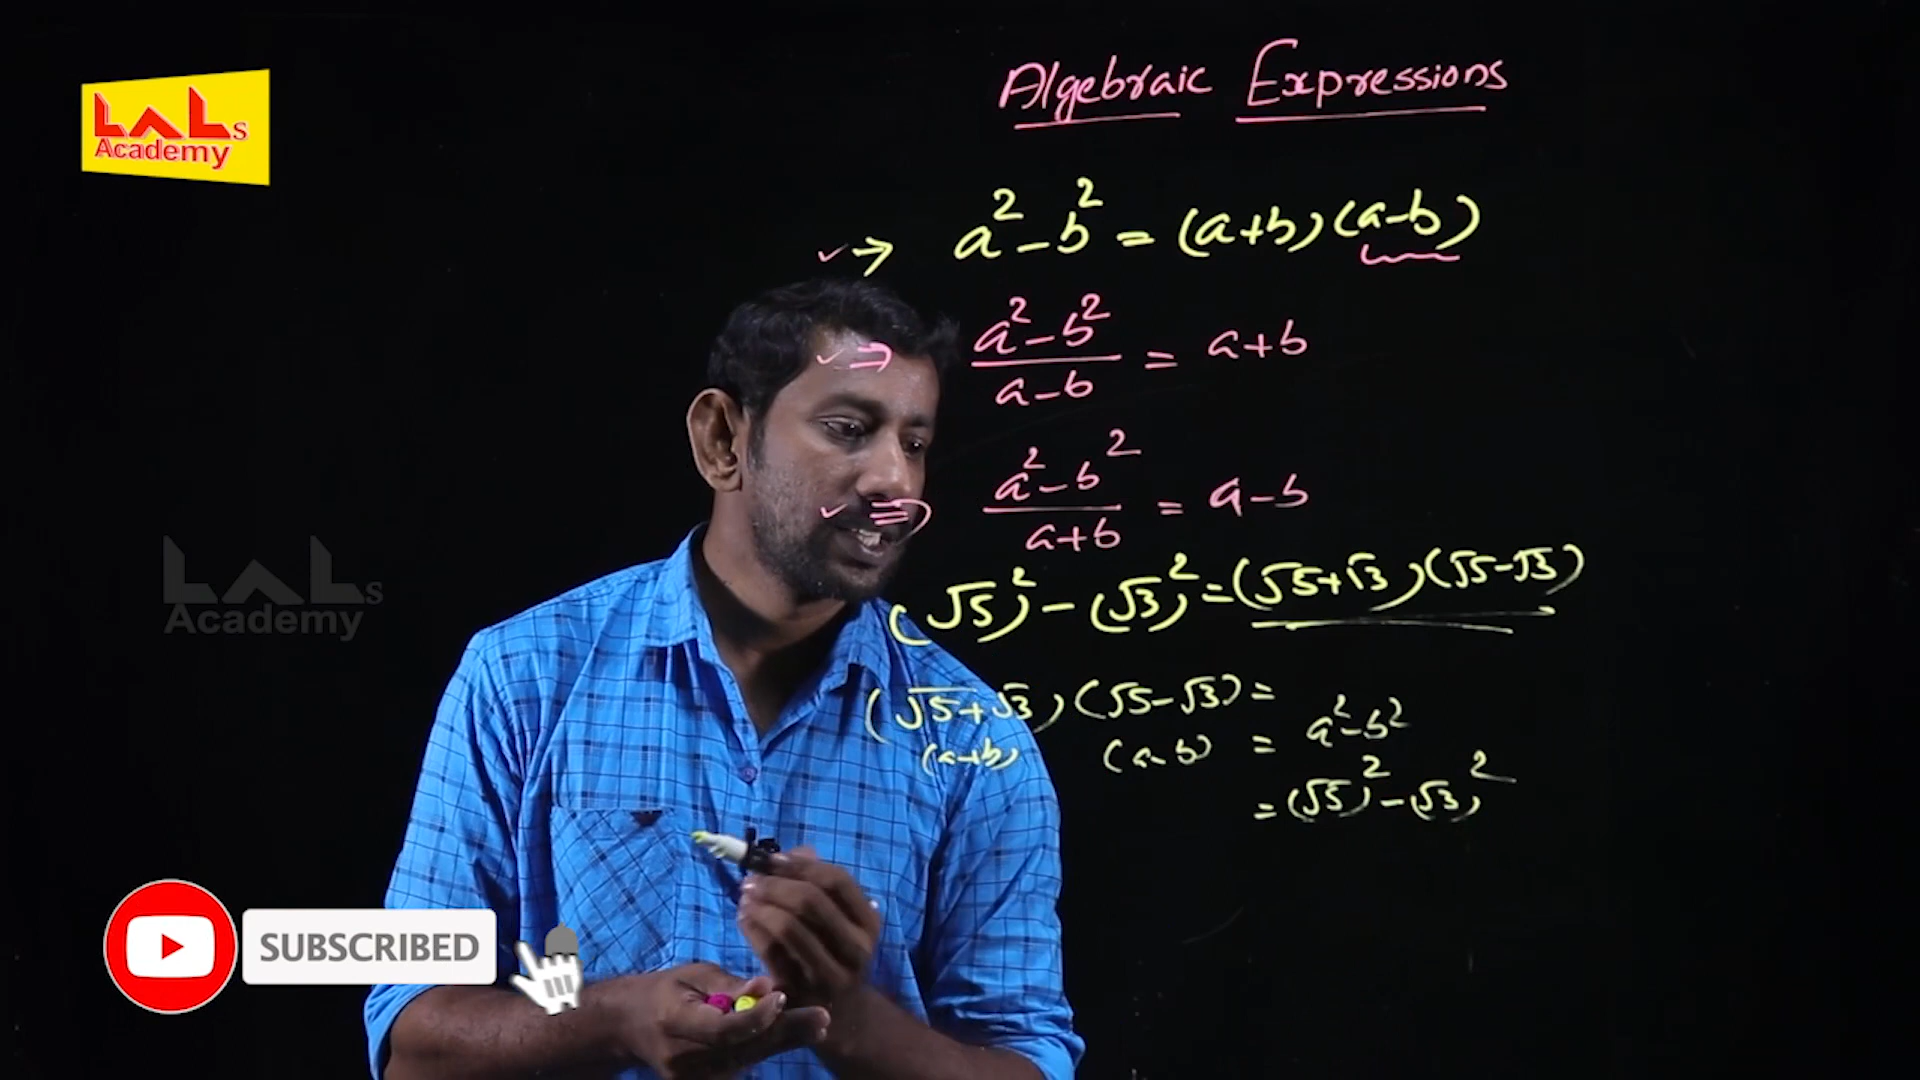 LALs
Academy
Algebraic Expressions
✓→ a² - b² = (a+b)(a-b)
✓⇒ a² - b² / a-b = a+b
✓⇒ a² - b² / a+b = a-b
(√5)² - (√3)² = (√5+√3)(√5-√3)
(√5+√3)(√5-√3) =
(a+b) (a-b) = a²-b²
= (√5)² - (√3)²
LALs
Academy
SUBSCRIBED